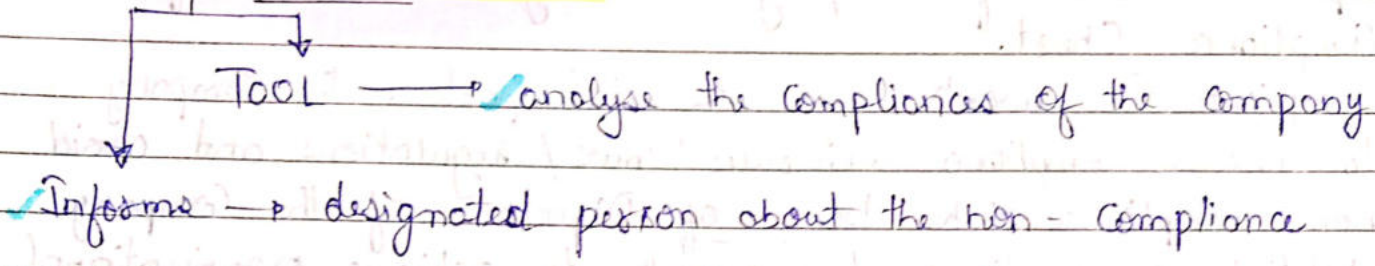 TOOL → analyse the compliances of the company
Informs → designated person about the non - compliance